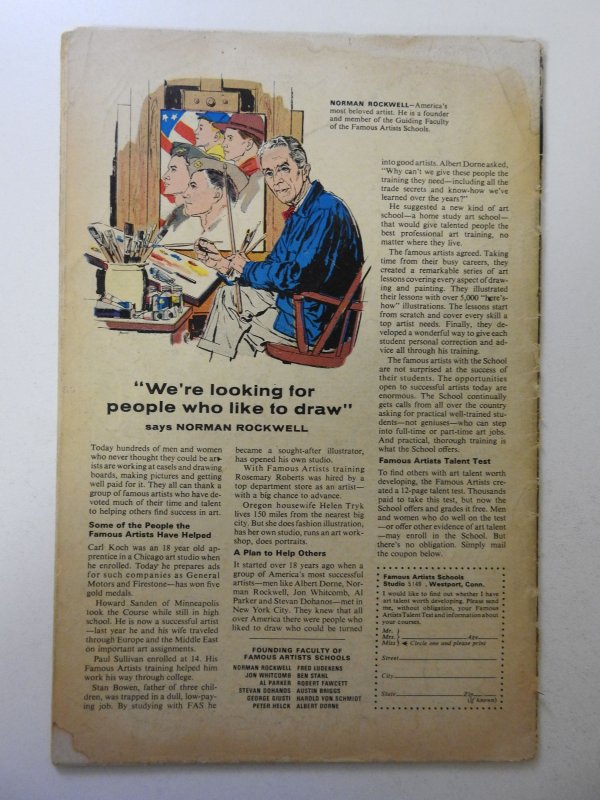 NORMAN ROCKWELL—America's
most beloved artist. He is a founder
and member of the Guiding Faculty
of the Famous Artists Schools.
"We're looking for
people who like to draw"
says NORMAN ROCKWELL
Today hundreds of men and women
who never thought they could be art-
ists are working at easels and drawing
boards, making pictures and getting
well paid for it. They all can thank a
group of famous artists who have de-
voted much of their time and talent
to helping others find success in art.
Some of the People the
Famous Artists Have Helped
Carl Koch was an 18 year old ap-
prentice in a Chicago art studio when
he enrolled. Today he prepares ads
for such companies as General
Motors and Firestone—has won five
gold medals.
Howard Sanden of Minneapolis
took the Course while still in high
school. He is now a successful artist
—last year he and his wife traveled
through Europe and the Middle East
on important art assignments.
Paul Sullivan enrolled at 14. His
Famous Artists training helped him
work his way through college.
Stan Bowen, father of three chil-
dren, was trapped in a dull, low-pay-
ing job. By studying with FAS he
became a sought-after illustrator,
has opened his own studio.
With Famous Artists training
Rosemary Roberts was hired by a
top department store as an artist—
with a big chance to advance.
Oregon housewife Helen Tryk
lives 150 miles from the nearest big
city. But she does fashion illustration,
has her own studio, runs an art work-
shop, does portraits.
A Plan to Help Others
It started over 18 years ago when a
group of America's most successful
artists—men like Albert Dorne, Nor-
man Rockwell, Jon Whitcomb, Al
Parker and Stevan Dohanos—met in
New York City. They knew that all
over America there were people who
liked to draw who could be turned
FOUNDING FACULTY OF
FAMOUS ARTISTS SCHOOLS
NORMAN ROCKWELL FRED LUDEKENS
JON WHITCOMB BEN STAHL
AL PARKER ROBERT FAWCETT
STEVAN DOHANOS AUSTIN BRIGGS
GEORGE GIUSTI HAROLD VON SCHMIDT
PETER HELCK ALBERT DORNE
into good artists. Albert Dorne asked,
"Why can't we give these people the
training they need—including all the
trade secrets and know-how we've
learned over the years?"
He suggested a new kind of art
school—a home study art school—
that would give talented people the
best professional art training, no
matter where they live.
The famous artists agreed. Taking
time from their busy careers, they
created a remarkable series of art
lessons covering every aspect of draw-
ing and painting. They illustrated
their lessons with over 5,000 "here's-
how" illustrations. The lessons start
from scratch and cover every skill a
top artist needs. Finally, they de-
veloped a wonderful way to give each
student personal correction and ad-
vice all through his training.
The famous artists with the School
are not surprised at the success of
their students. The opportunities
open to successful artists today are
enormous. The School continually
gets calls from all over the country
asking for practical well-trained stu-
dents—not geniuses—who can step
into full-time or part-time art jobs.
And practical, thorough training is
what the School offers.
Famous Artists Talent Test
To find others with art talent worth
developing, the Famous Artists cre-
ated a 12-page talent test. Thousands
paid to take this test, but now the
School offers and grades it free. Men
and women who do well on the test
—or offer other evidence of art talent
—may enroll in the School. But
there's no obligation. Simply mail
the coupon below.
Famous Artists Schools
Studio 5149, Westport, Conn.
I would like to find out whether I have
art talent worth developing. Please send
me, without obligation, your Famous
Artists Talent Test and information about
your courses.
Mr.
Mrs. Age
Miss Circle one and please print
Street
City
State Zip
(if known)